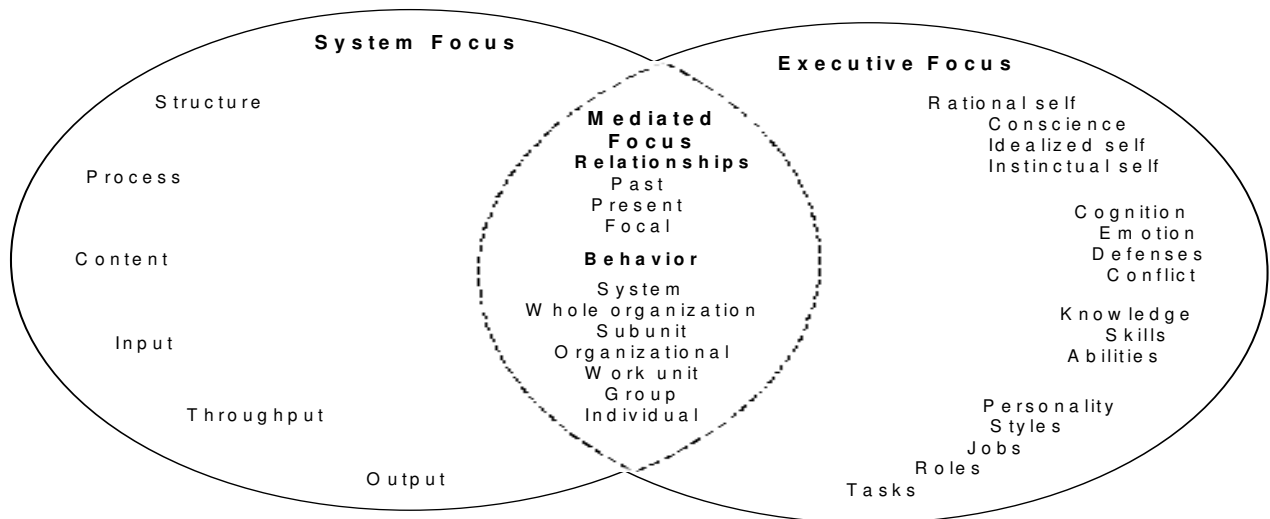 System Focus
Structure
Process
Content
Input
Throughput
Output
Mediated
Focus
Relationships
Past
Present
Focal
Behavior
System
Whole organization
Subunit
Organizational
Work unit
Group
Individual
Executive Focus
Rational self
Conscience
Idealized self
Instinctual self
Cognition
Emotion
Defenses
Conflict
Knowledge
Skills
Abilities
Personality
Styles
Jobs
Roles
Tasks